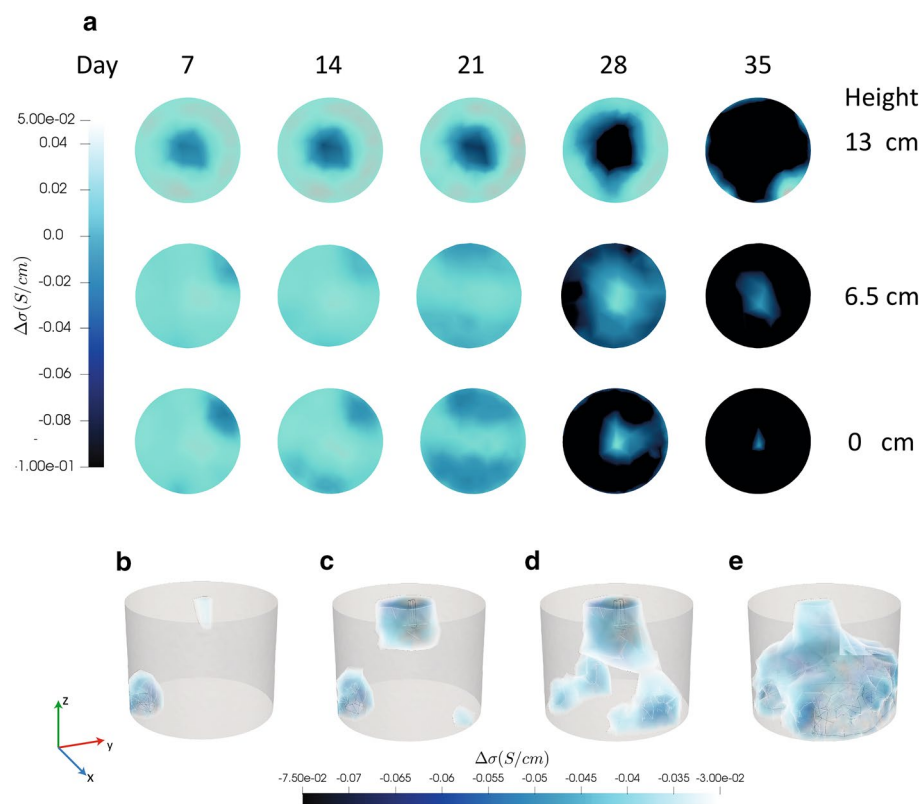 a
Day 7 14 21 28 35
Height
5.00e-02
0.04
13 cm
0.02
0.0
-0.02
6.5 cm
-0.04
-0.06
-0.08
0 cm
-1.00e-01
Δσ(S/cm)
b c d e
z
y
x
Δσ(S/cm)
-7.50e-02 -0.07 -0.065 -0.06 -0.055 -0.05 -0.045 -0.04 -0.035 -3.00e-02